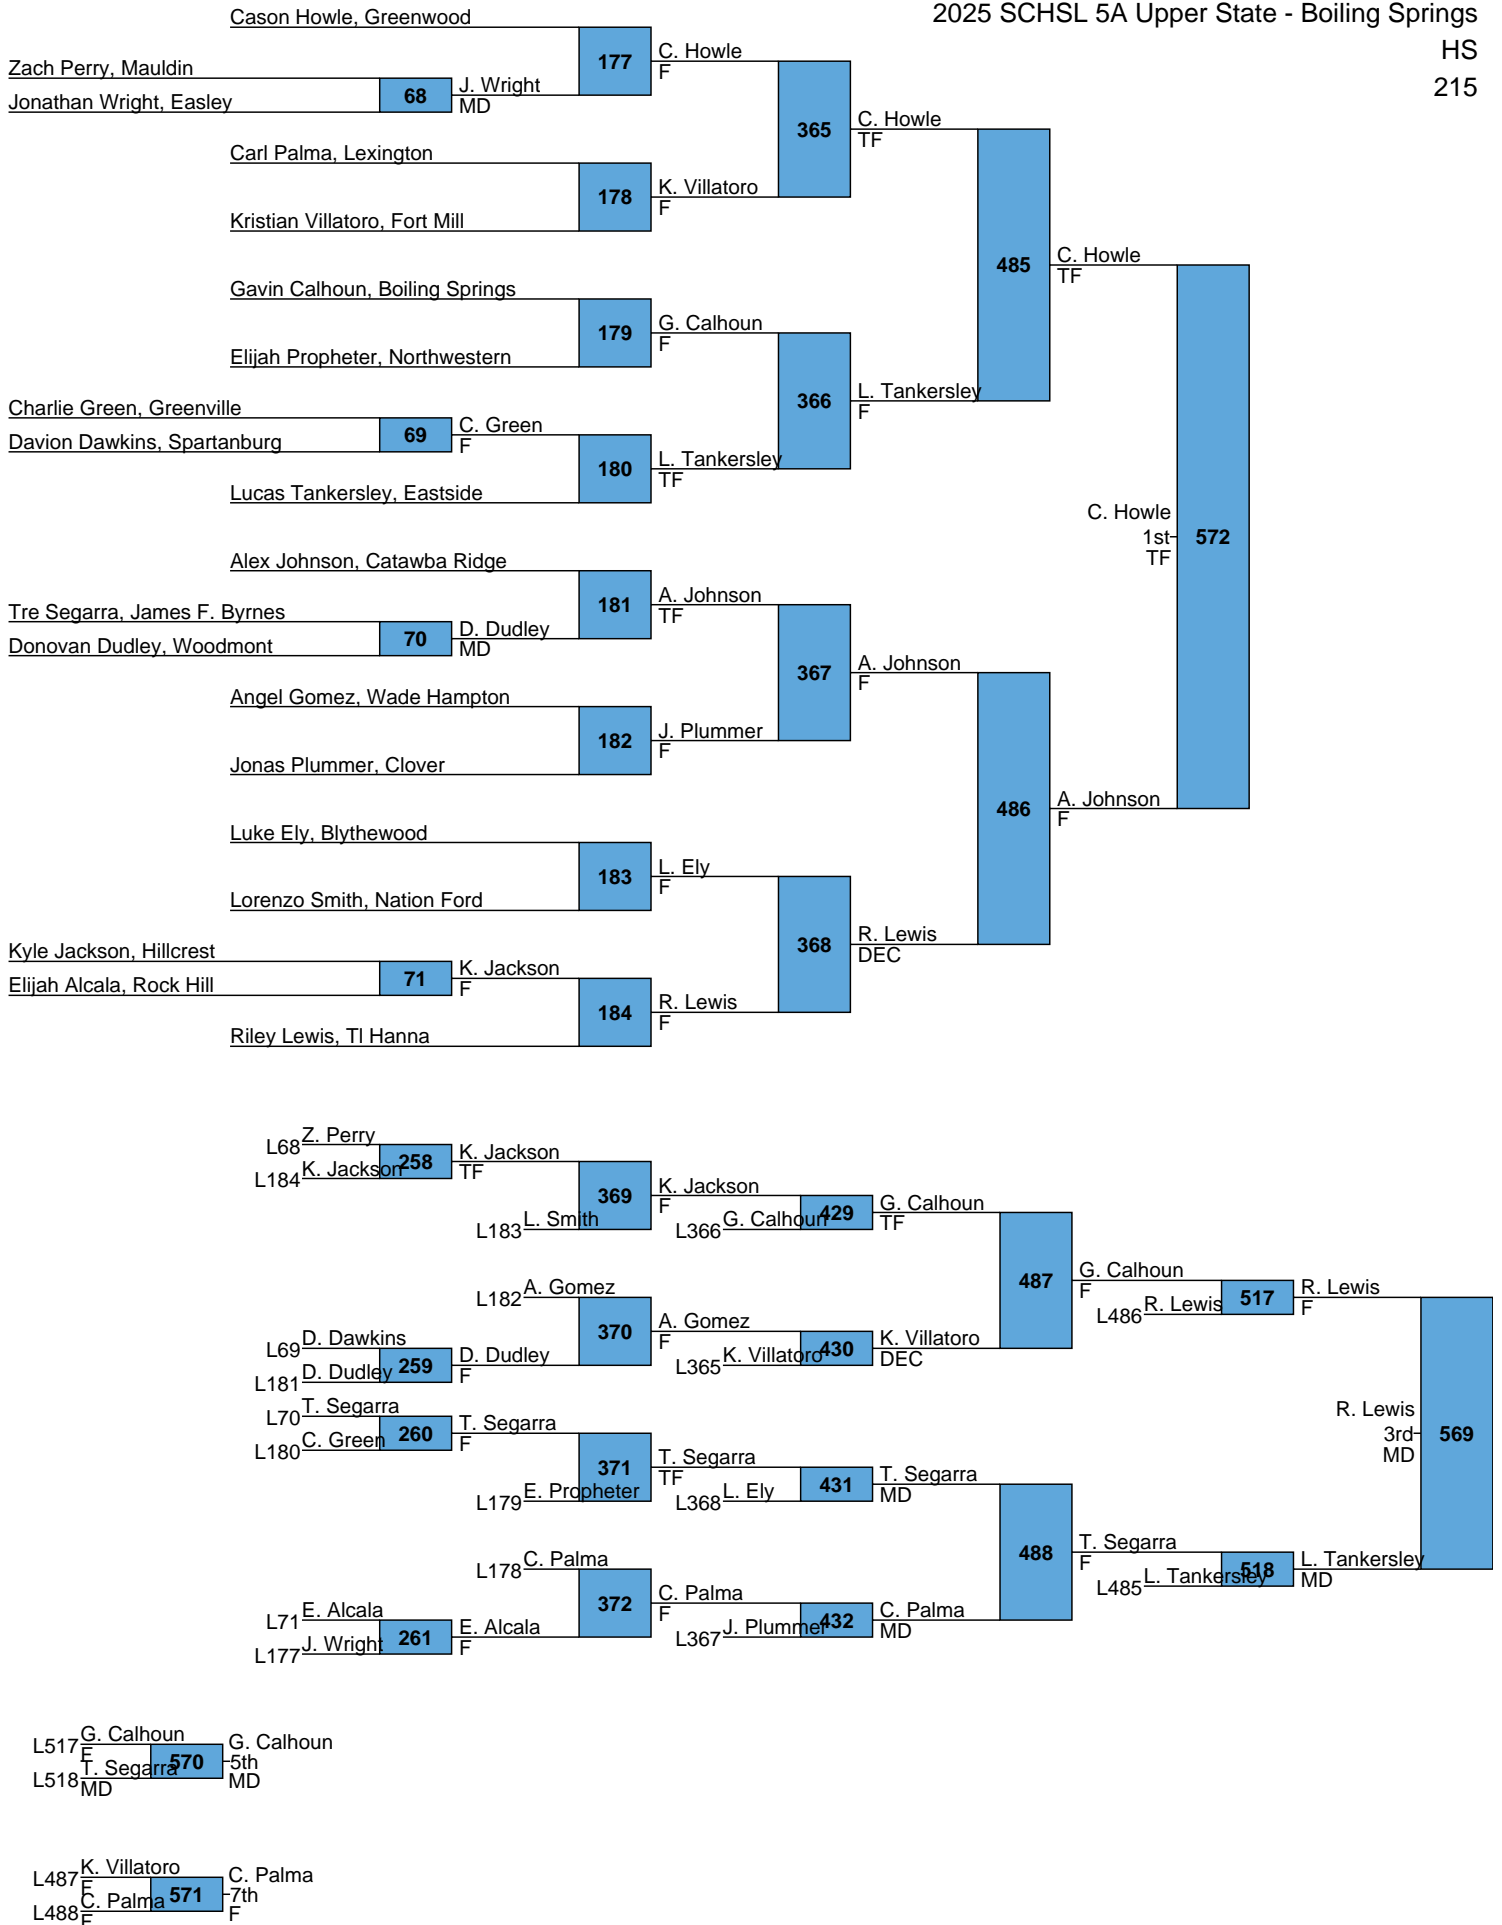 2025 SCHSL 5A Upper State - Boiling Springs
HS
215
Cason Howle, Greenwood
Zach Perry, Mauldin
Jonathan Wright, Easley
68
J. Wright
MD
177
C. Howle
F
Carl Palma, Lexington
Kristian Villatoro, Fort Mill
178
K. Villatoro
F
365
C. Howle
TF
Gavin Calhoun, Boiling Springs
Elijah Propheter, Northwestern
179
G. Calhoun
F
Charlie Green, Greenville
Davion Dawkins, Spartanburg
69
C. Green
F
Lucas Tankersley, Eastside
180
L. Tankersley
TF
366
L. Tankersley
F
485
C. Howle
TF
Alex Johnson, Catawba Ridge
Tre Segarra, James F. Byrnes
Donovan Dudley, Woodmont
70
D. Dudley
MD
181
A. Johnson
TF
Angel Gomez, Wade Hampton
Jonas Plummer, Clover
182
J. Plummer
F
367
A. Johnson
F
Luke Ely, Blythewood
Lorenzo Smith, Nation Ford
183
L. Ely
F
Kyle Jackson, Hillcrest
Elijah Alcala, Rock Hill
71
K. Jackson
F
Riley Lewis, Tl Hanna
184
R. Lewis
F
368
R. Lewis
DEC
486
A. Johnson
F
C. Howle
1st
TF
572
L68
Z. Perry
L184
K. Jackson
258
K. Jackson
TF
L183
L. Smith
369
K. Jackson
F
L366
G. Calhoun
429
G. Calhoun
TF
L182
A. Gomez
L69
D. Dawkins
L181
D. Dudley
259
D. Dudley
F
370
A. Gomez
F
L365
K. Villatoro
430
K. Villatoro
DEC
487
G. Calhoun
F
L486
R. Lewis
517
R. Lewis
F
L70
T. Segarra
L180
C. Green
260
T. Segarra
F
L179
E. Propheter
371
T. Segarra
TF
L368
L. Ely
431
T. Segarra
MD
L178
C. Palma
L71
E. Alcala
L177
J. Wright
261
E. Alcala
F
372
C. Palma
F
L367
J. Plummer
432
C. Palma
MD
488
T. Segarra
F
L485
L. Tankersley
518
L. Tankersley
MD
R. Lewis
3rd
MD
569
L517
G. Calhoun
F
L518
T. Segarra
MD
570
G. Calhoun
5th
MD
L487
K. Villatoro
F
L488
C. Palma
F
571
C. Palma
7th
F